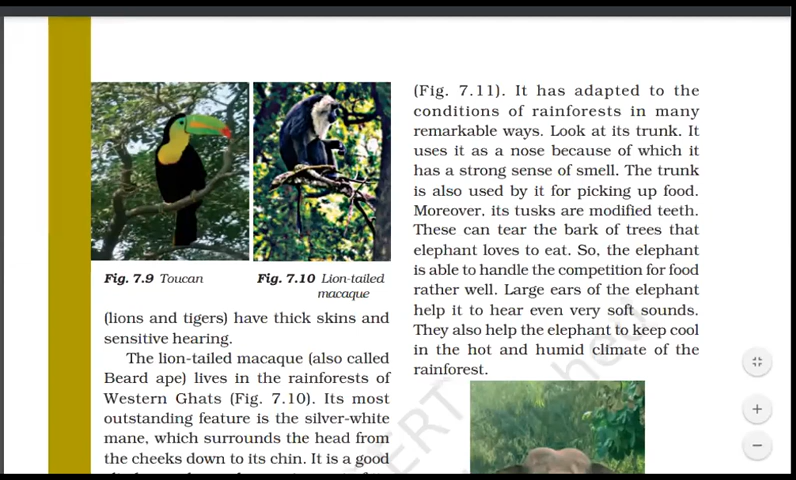 Fig. 7.9 Toucan
Fig. 7.10 Lion-tailed
macaque
(lions and tigers) have thick skins and
sensitive hearing.
The lion-tailed macaque (also called
Beard ape) lives in the rainforests of
Western Ghats (Fig. 7.10). Its most
outstanding feature is the silver-white
mane, which surrounds the head from
the cheeks down to its chin. It is a good
(Fig. 7.11). It has adapted to the
conditions of rainforests in many
remarkable ways. Look at its trunk. It
uses it as a nose because of which it
has a strong sense of smell. The trunk
is also used by it for picking up food.
Moreover, its tusks are modified teeth.
These can tear the bark of trees that
elephant loves to eat. So, the elephant
is able to handle the competition for food
rather well. Large ears of the elephant
help it to hear even very soft sounds.
They also help the elephant to keep cool
in the hot and humid climate of the
rainforest.